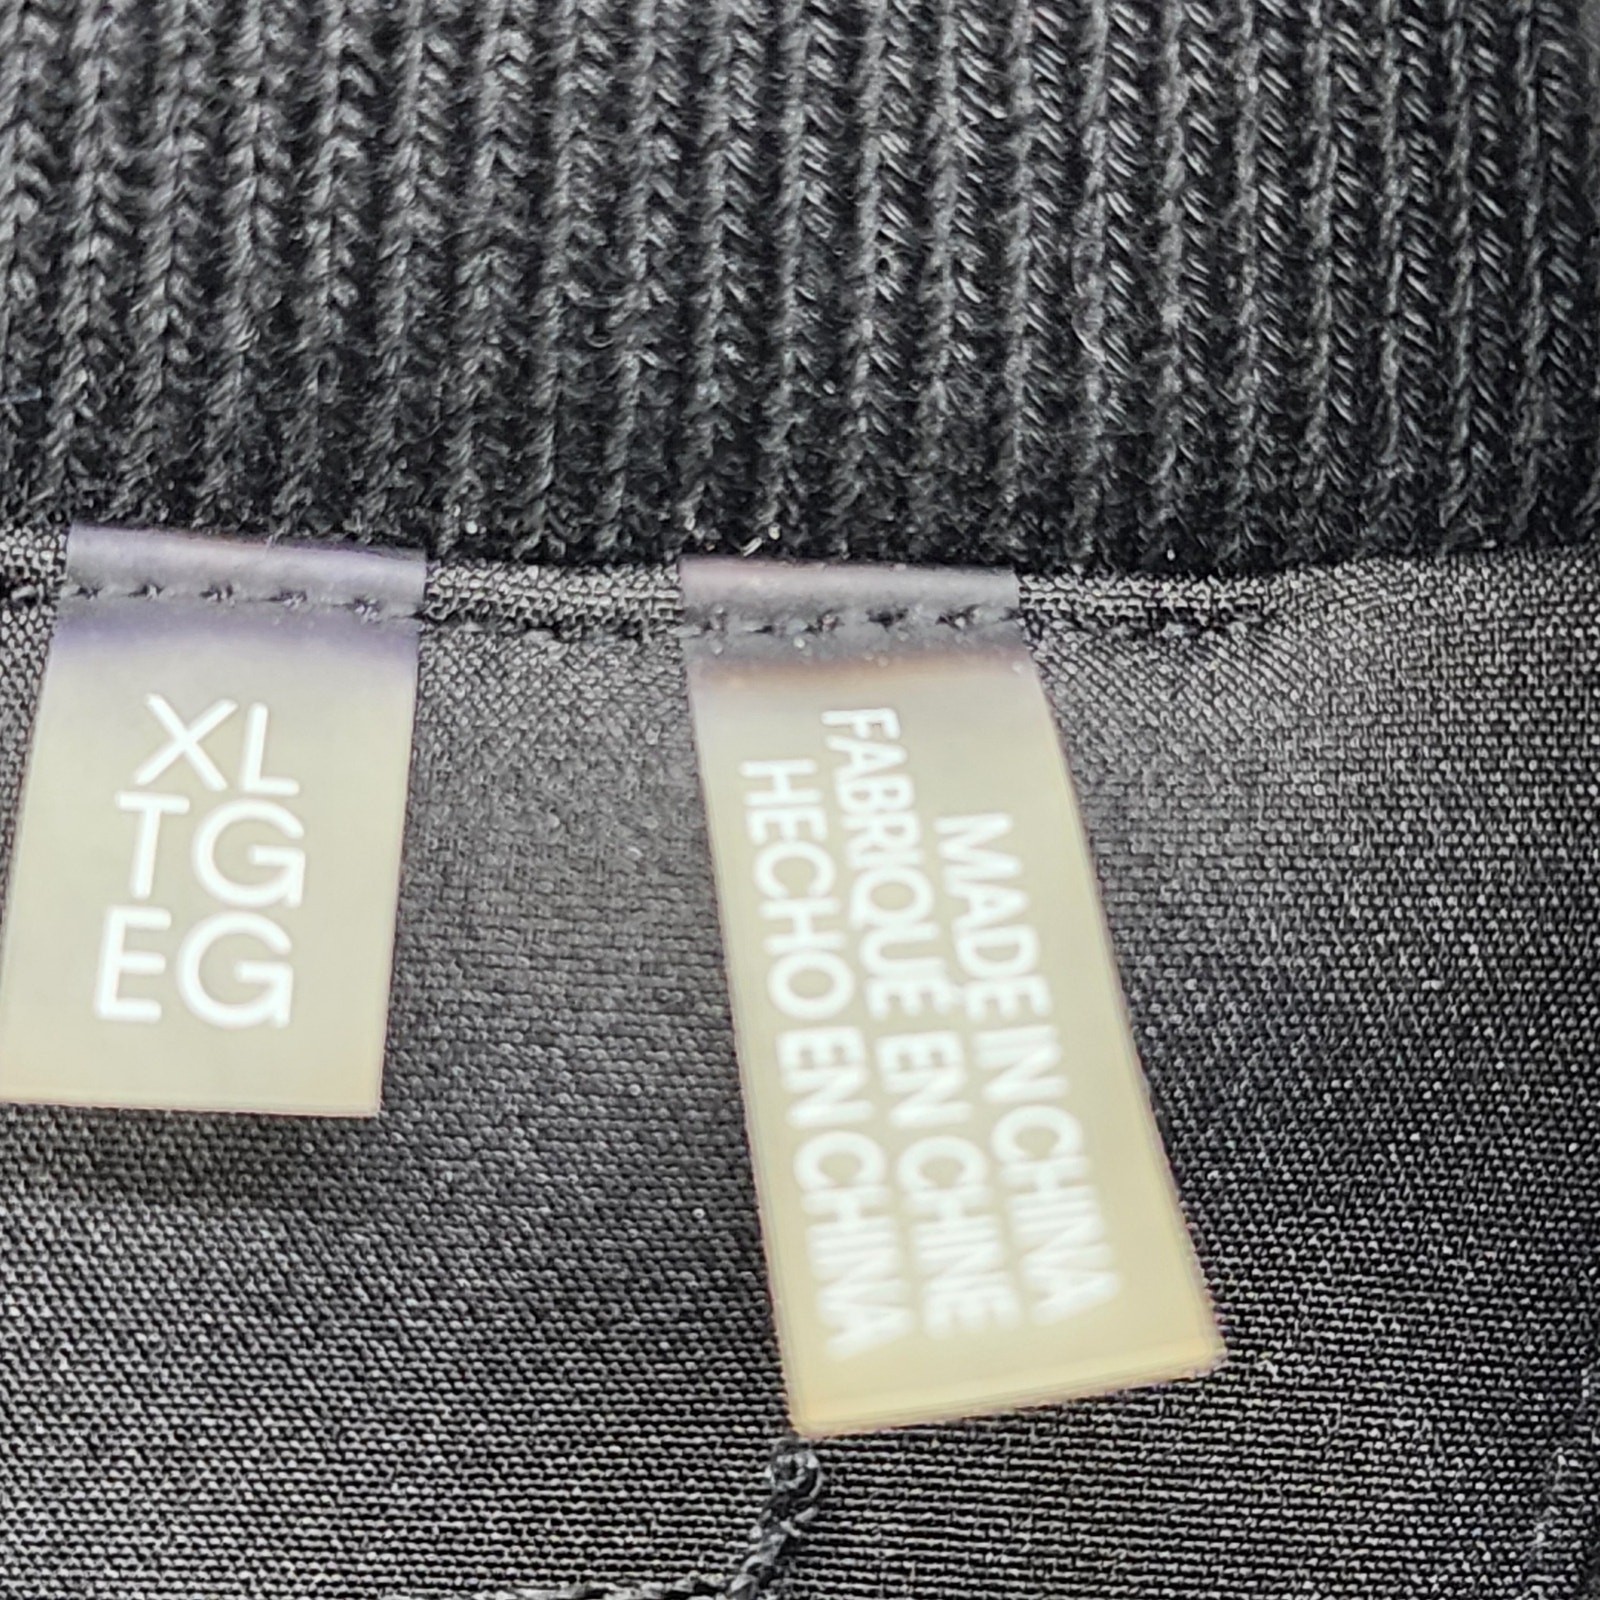 XL
TG
EG
MADE IN CHINA
FABRIQUÉ EN CHINE
HECHO EN CHINA